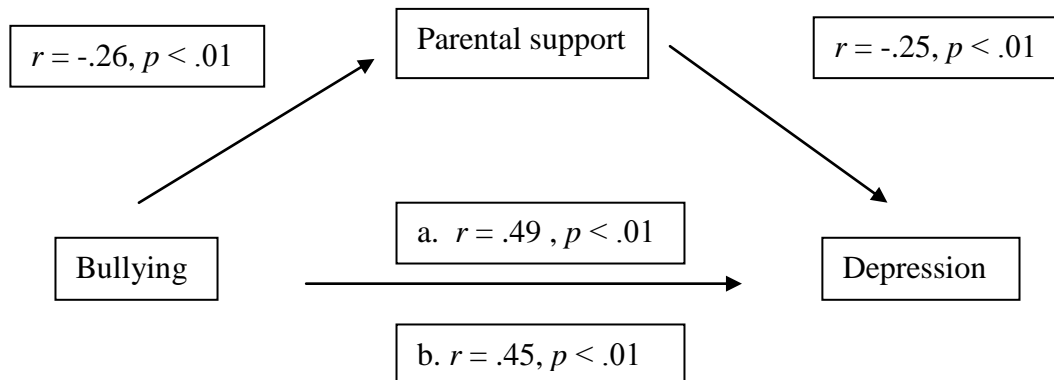 Parental support
r = -.26, p < .01
r = -.25, p < .01
a. r = .49 , p < .01
Bullying
Depression
b. r = .45, p < .01